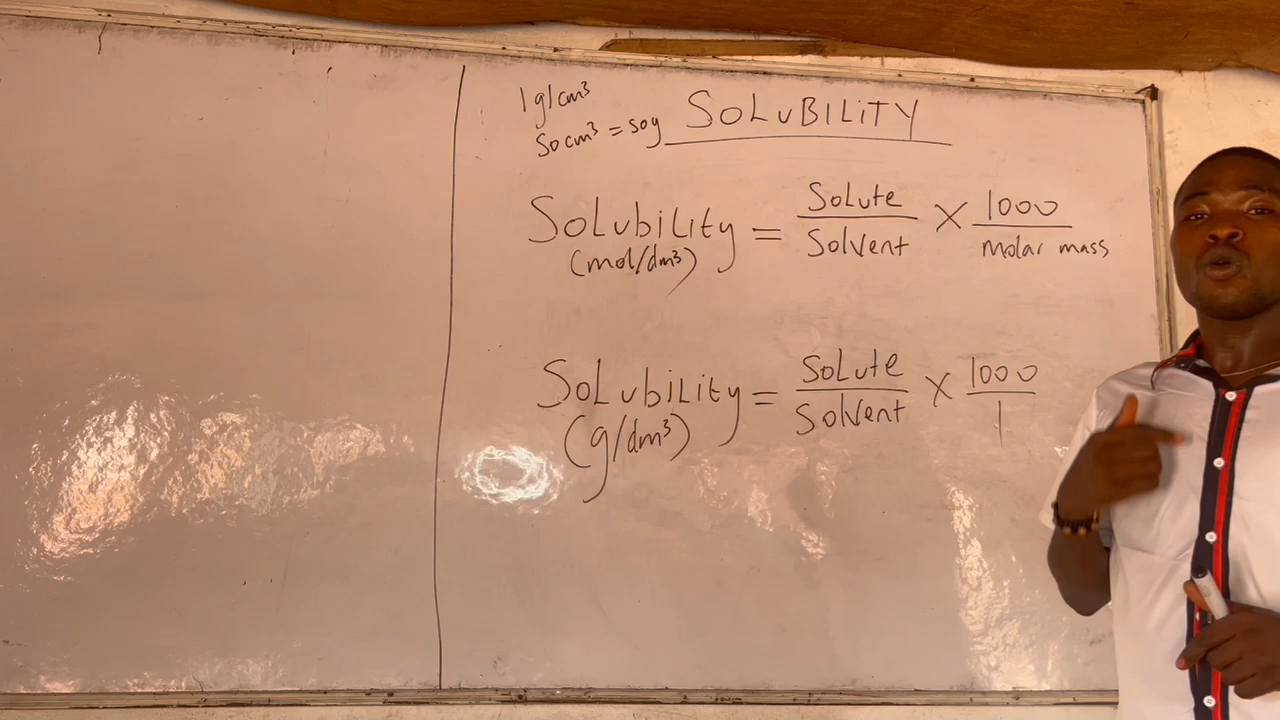 1g/cm³
50cm³ = 50g
SOLUBILITY
Solubility = Solute/Solvent × 1000/molar mass
(mol/dm³)
Solubility = Solute/Solvent × 1000/1
(g/dm³)